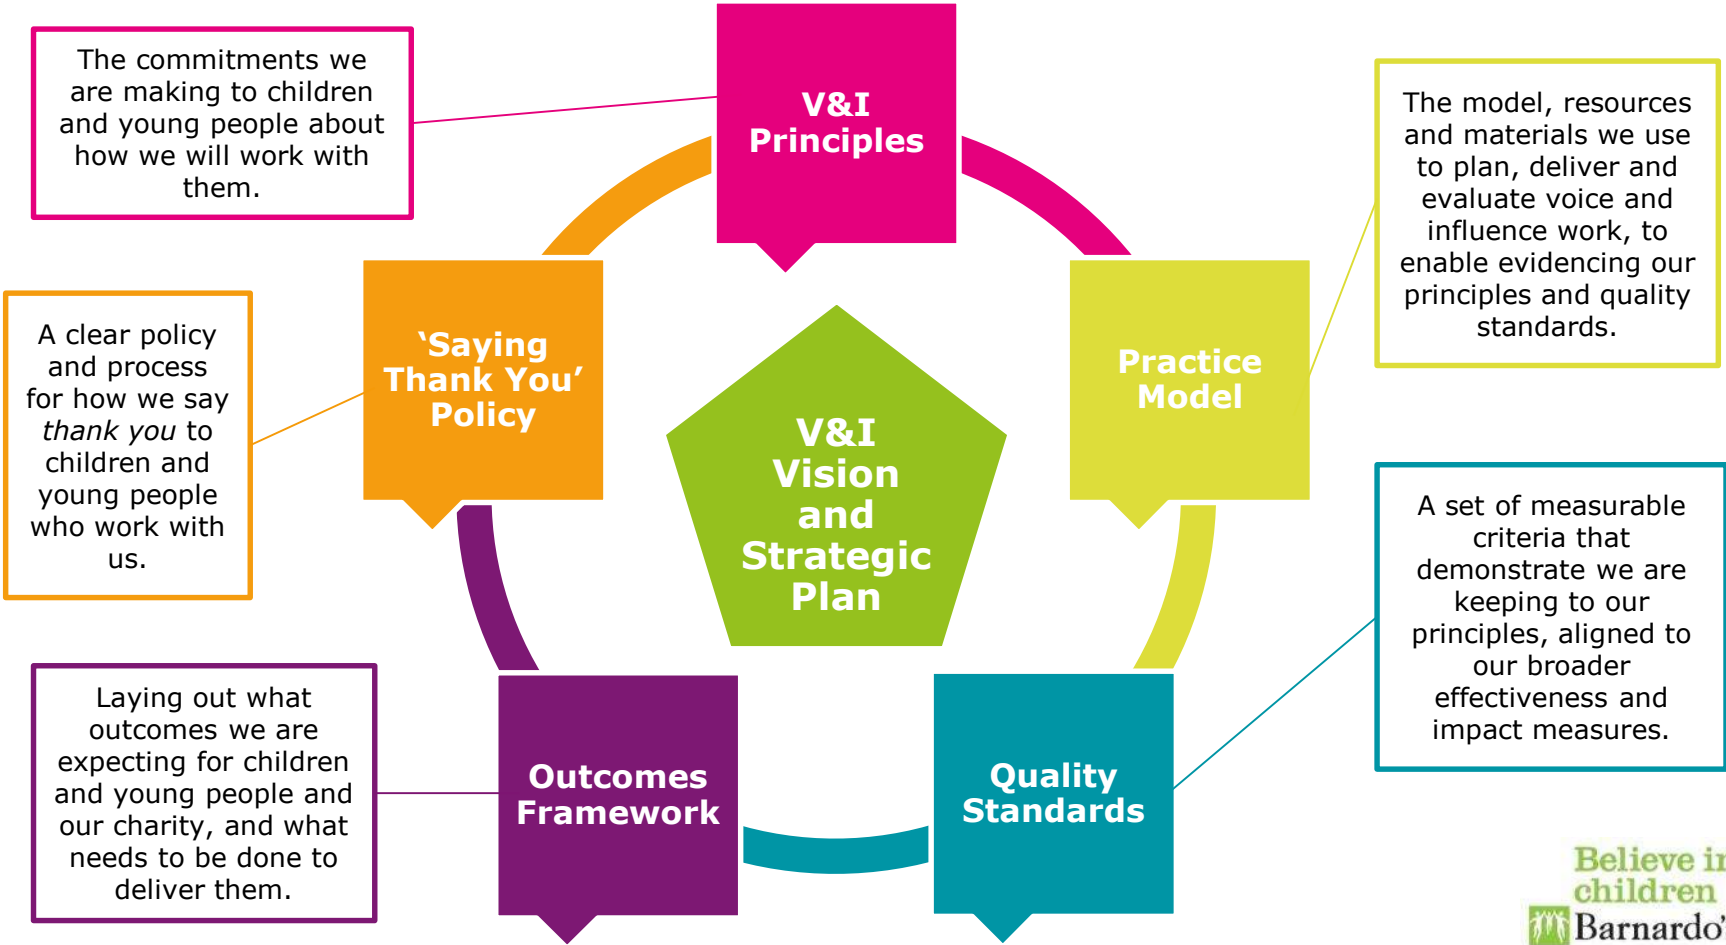 The commitments we
are making to children
and young people about
how we will work with
them.
V&I
Principles
The model, resources
and materials we use
to plan, deliver and
evaluate voice and
influence work, to
enable evidencing our
principles and quality
standards.
A clear policy
and process
for how we say
thank you to
children and
young people
who work with
us.
‘Saying
Thank You’
Policy
Practice
Model
V&I
Vision
and
Strategic
Plan
A set of measurable
criteria that
demonstrate we are
keeping to our
principles, aligned to
our broader
effectiveness and
impact measures.
Laying out what
outcomes we are
expecting for children
and young people and
our charity, and what
needs to be done to
deliver them.
Outcomes
Framework
Quality
Standards
Believe in
children
Barnardo'